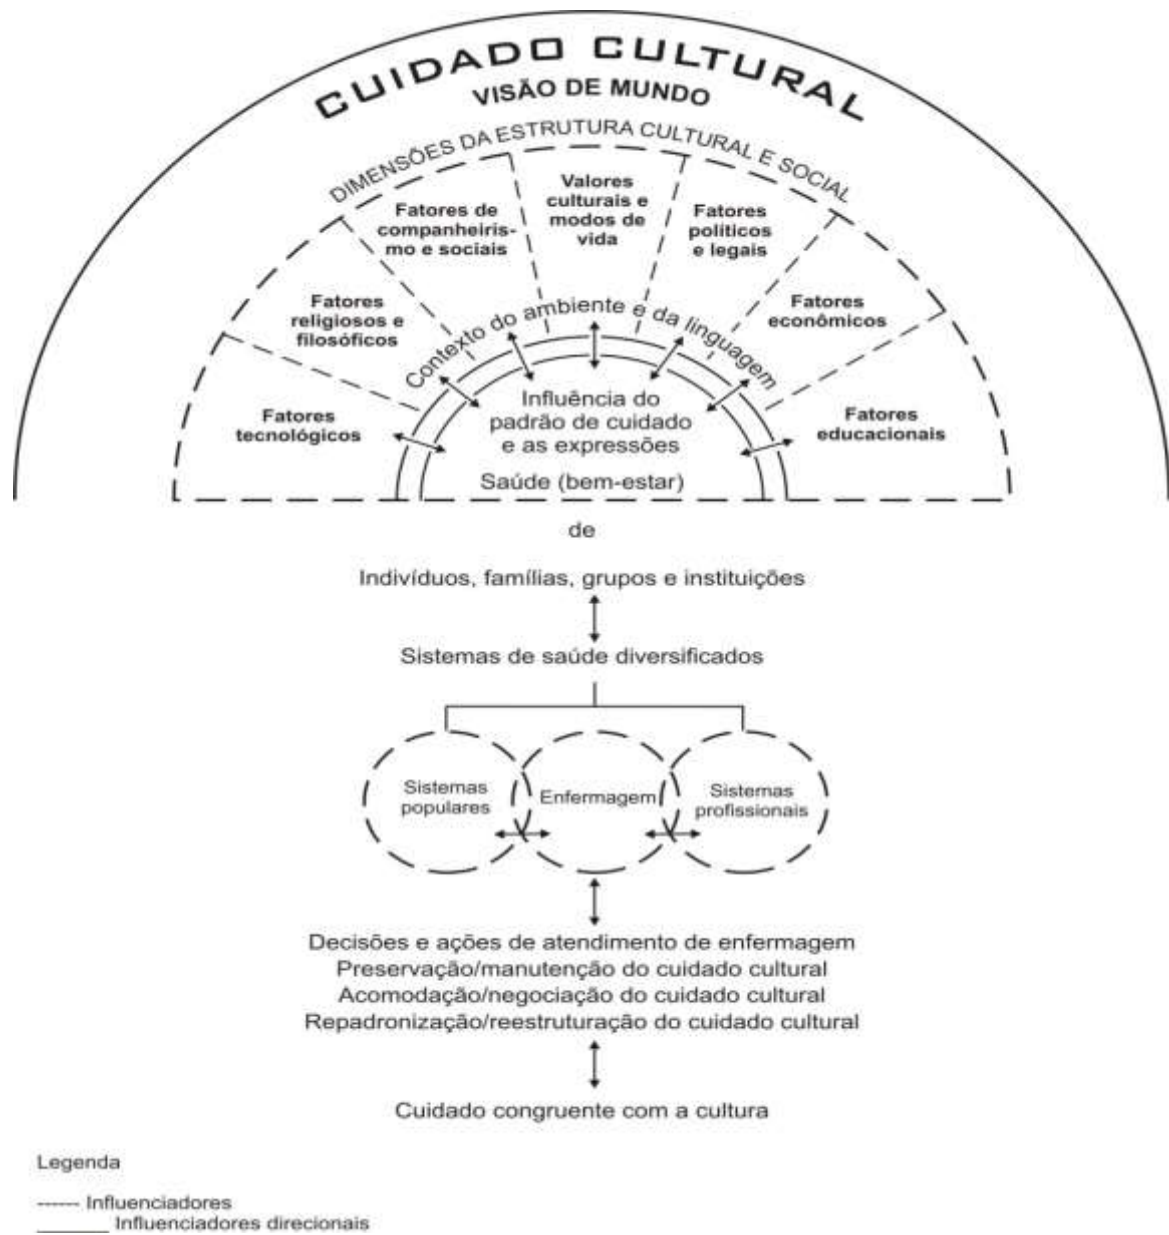 CUIDADO CULTURAL
VISÃO DE MUNDO
DIMENSÕES DA ESTRUTURA CULTURAL E SOCIAL
Fatores
tecnológicos
Fatores
religiosos e
filosóficos
Fatores de
companheiris-
mo e sociais
Valores
culturais e
modos de
vida
Fatores
políticos
e legais
Fatores
econômicos
Fatores
educacionais
Contexto do ambiente e da linguagem
Influência do
padrão de cuidado
e as expressões
Saúde (bem-estar)
de
Indivíduos, famílias, grupos e instituições
Sistemas de saúde diversificados
Sistemas
populares
Enfermagem
Sistemas
profissionais
Decisões e ações de atendimento de enfermagem
Preservação/manutenção do cuidado cultural
Acomodação/negociação do cuidado cultural
Repadronização/reestruturação do cuidado cultural
Cuidado congruente com a cultura
Legenda
------ Influenciadores
_______ Influenciadores direcionais